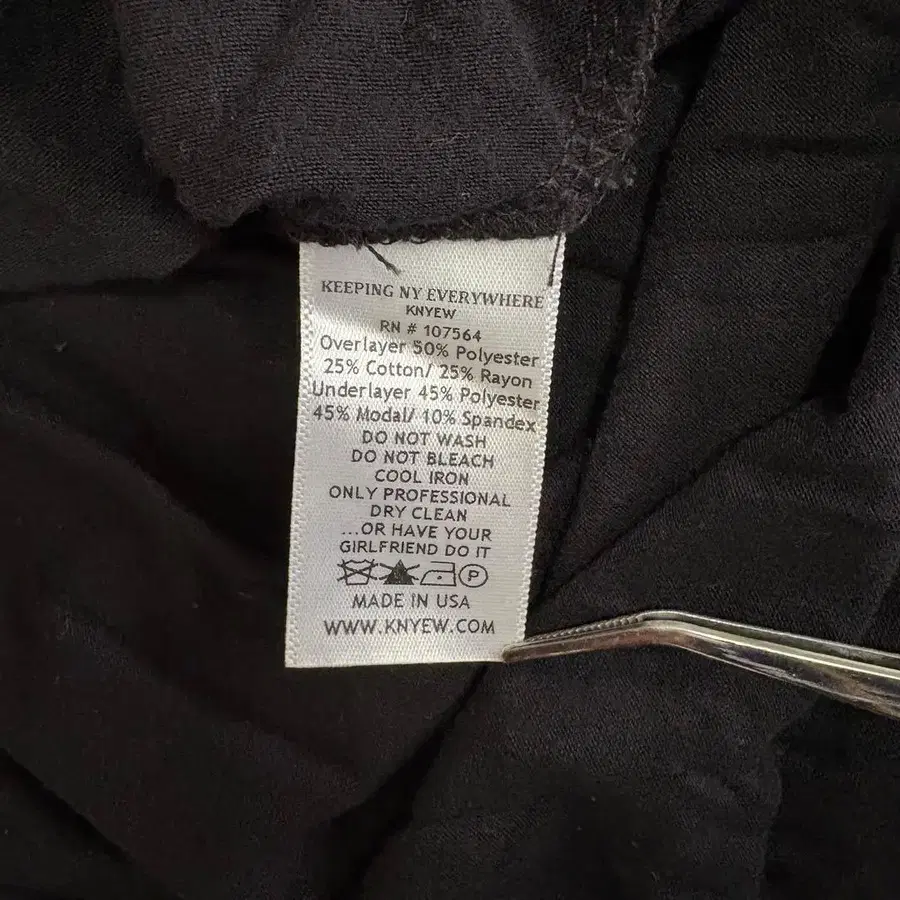 KEEPING NY EVERYWHERE
KNYEW
RN # 107564
Overlayer 50% Polyester
25% Cotton/ 25% Rayon
Underlayer 45% Polyester
45% Modal/ 10% Spandex
DO NOT WASH
DO NOT BLEACH
COOL IRON
ONLY PROFESSIONAL
DRY CLEAN
...OR HAVE YOUR
GIRLFRIEND DO IT
P
MADE IN USA
WWW.KNYEW.COM